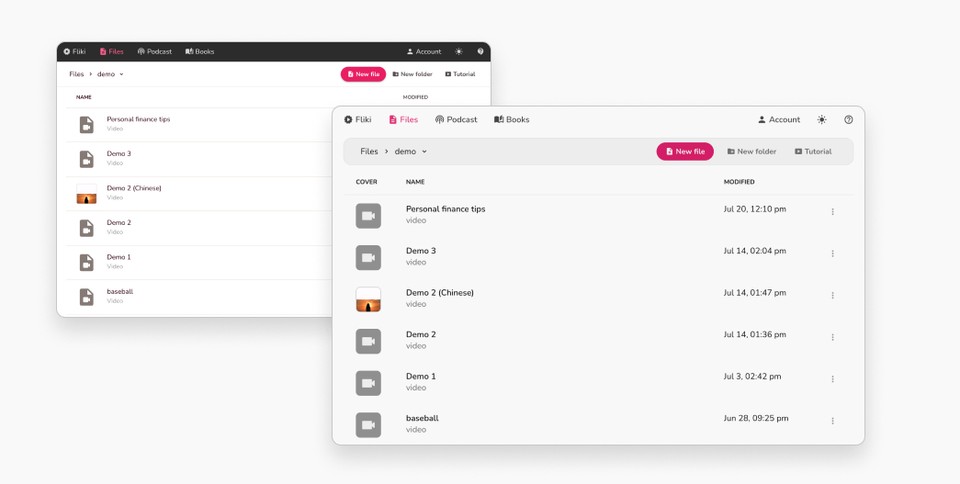 Fliki Files Podcast Books Account
Files > demo New file New folder Tutorial
NAME MODIFIED
Personal finance tips
Video
Demo 3
Video
Demo 2 (Chinese)
Video
Demo 2
Video
Demo 1
Video
baseball
Video
Fliki Files Podcast Books Account
Files > demo New file New folder Tutorial
COVER NAME MODIFIED
Personal finance tips Jul 20, 12:10 pm
video
Demo 3 Jul 14, 02:04 pm
video
Demo 2 (Chinese) Jul 14, 01:47 pm
video
Demo 2 Jul 14, 01:36 pm
video
Demo 1 Jul 3, 02:42 pm
video
baseball Jun 28, 09:25 pm
video